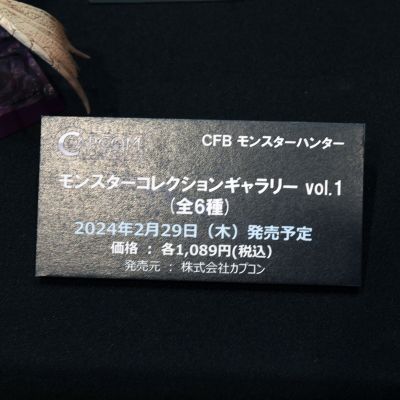 CAPCOM
CFB モンスターハンター
モンスターコレクションギャラリー vol.1
(全6種)
2024年2月29日（木）発売予定
価格 ： 各1,089円(税込)
発売元 ： 株式会社カプコン